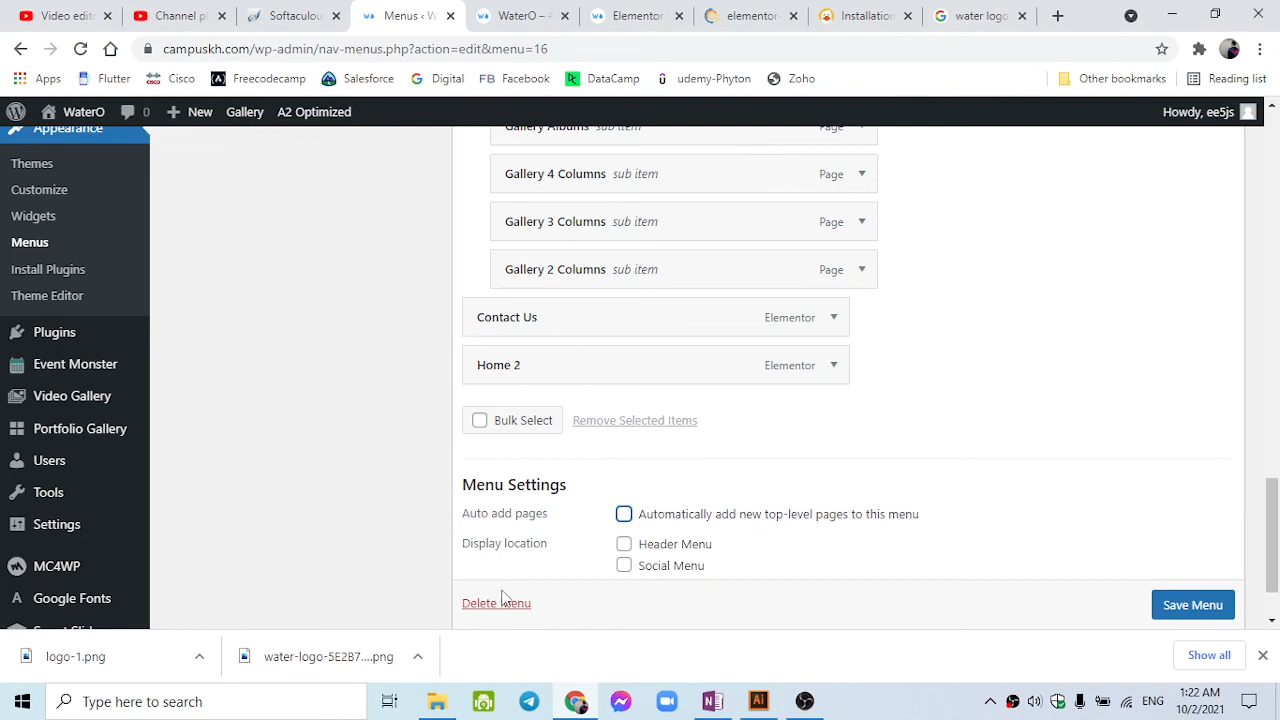 Video edit
Channel p
Softaculou
Menus ‹ W
WaterO – 
Elementor
elementor
Installation
water logo
campuskh.com/wp-admin/nav-menus.php?action=edit&menu=16
Apps
Flutter
Cisco
Freecodecamp
Salesforce
Digital
FB Facebook
DataCamp
udemy-Phyton
Zoho
Other bookmarks
Reading list
WaterO
0
New
Gallery
A2 Optimized
Howdy, ee5js
Appearance
Themes
Customize
Widgets
Menus
Install Plugins
Theme Editor
Plugins
Event Monster
Video Gallery
Portfolio Gallery
Users
Tools
Settings
MC4WP
Google Fonts
Gallery Albums sub item Page
Gallery 4 Columns sub item Page
Gallery 3 Columns sub item Page
Gallery 2 Columns sub item Page
Contact Us Elementor
Home 2 Elementor
Bulk Select Remove Selected Items
Menu Settings
Auto add pages Automatically add new top-level pages to this menu
Display location Header Menu
Social Menu
Delete Menu Save Menu
logo-1.png
water-logo-5E2B7....png
Show all
Type here to search
ENG
1:22 AM
10/2/2021